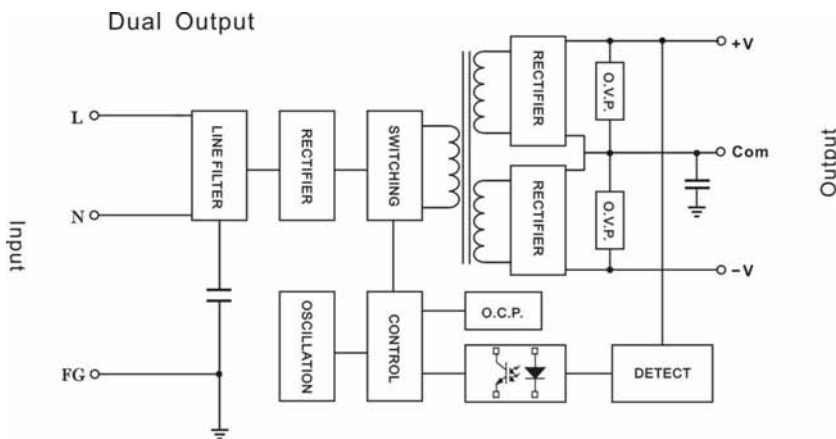 Dual Output
L
N
FG
Input
LINE FILTER
RECTIFIER
SWITCHING
RECTIFIER
RECTIFIER
O.V.P.
O.V.P.
+V
Com
−V
Output
OSCILLATION
CONTROL
O.C.P.
DETECT